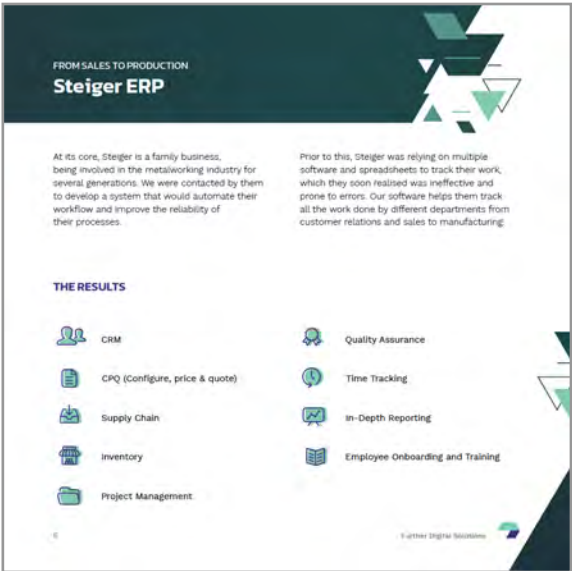 FROM SALES TO PRODUCTION
Steiger ERP
At its core, Steiger is a family business,
being involved in the metalworking industry for
several generations. We were contacted by them
to develop a system that would automate their
workflow and improve the reliability of
their processes.
Prior to this, Steiger was relying on multiple
software and spreadsheets to track their work,
which they soon realised was ineffective and
prone to errors. Our software helps them track
all the work done by different departments from
customer relations and sales to manufacturing.
THE RESULTS
CRM
CPQ (Configure, price & quote)
Supply Chain
Inventory
Project Management
Quality Assurance
Time Tracking
In-Depth Reporting
Employee Onboarding and Training
Further Digital Solutions